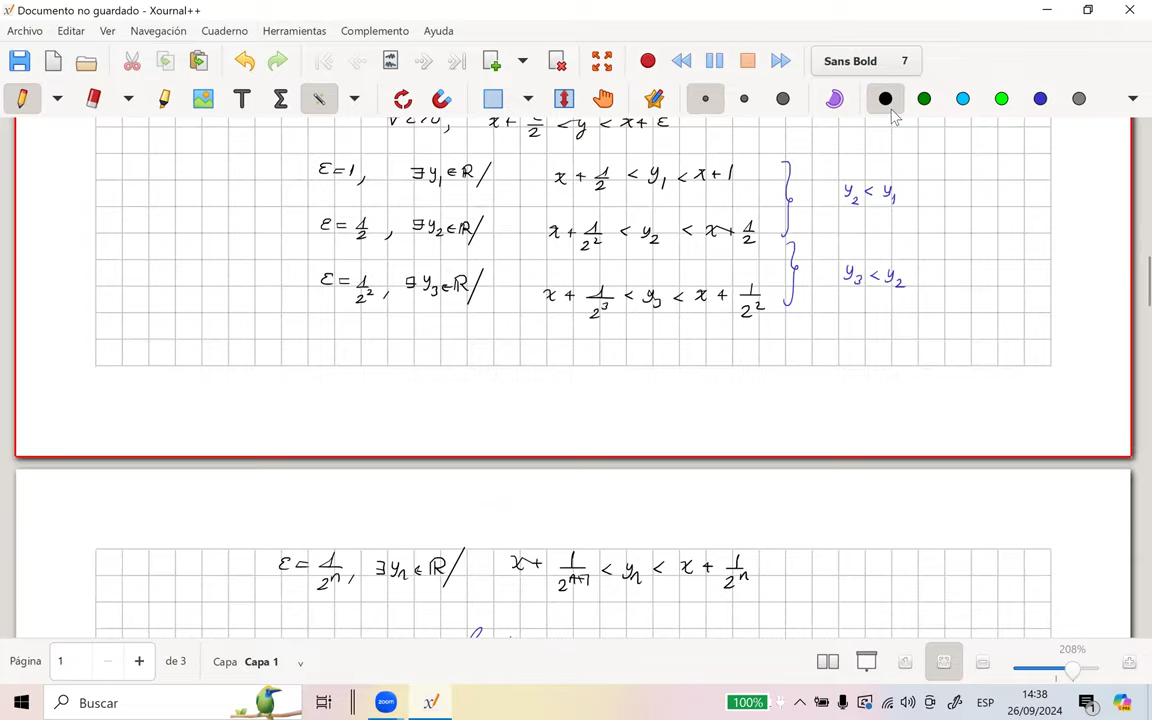 Documento no guardado - Xournal++
Archivo Editar Ver Navegación Cuaderno Herramientas Complemento Ayuda
Sans Bold 7
x + ε/2 < y < x + ε
ε=1, ∃ y₁ ∈ ℝ / x + 1/2 < y₁ < x + 1
y₂ < y₁
ε = 1/2, ∃ y₂ ∈ ℝ / x + 1/2² < y₂ < x + 1/2
y₃ < y₂
ε = 1/2², ∃ y₃ ∈ ℝ / x + 1/2³ < y₃ < x + 1/2²
ε = 1/2ⁿ, ∃ yₙ ∈ ℝ / x + 1/2ⁿ⁺¹ < yₙ < x + 1/2ⁿ
208%
Página 1 de 3 Capa Capa 1
Buscar
zoom
100%
ESP
14:38
26/09/2024
1